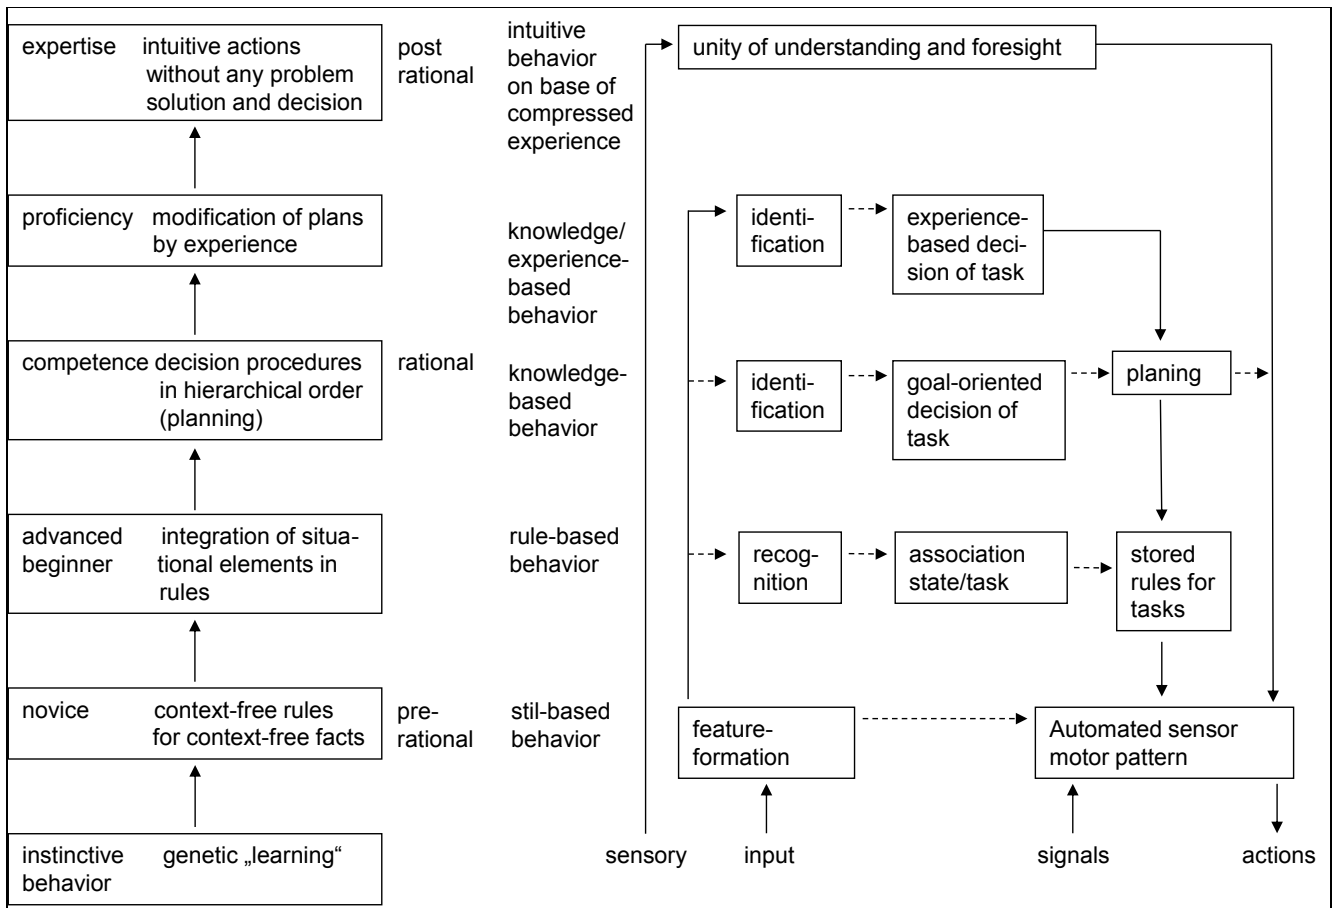 expertise intuitive actions
without any problem
solution and decision
post
rational
intuitive
behavior
on base of
compressed
experience
unity of understanding and foresight
proficiency modification of plans
by experience
knowledge/
experience-
based
behavior
identi-
fication
experience-
based deci-
sion of task
competence decision procedures
in hierarchical order
(planning)
rational
knowledge-
based
behavior
identi-
fication
goal-oriented
decision of
task
planing
advanced
beginner
integration of situa-
tional elements in
rules
rule-based
behavior
recog-
nition
association
state/task
stored
rules for
tasks
novice context-free rules
for context-free facts
pre-
rational
stil-based
behavior
feature-
formation
Automated sensor
motor pattern
instinctive
behavior
genetic „learning“
sensory input signals actions